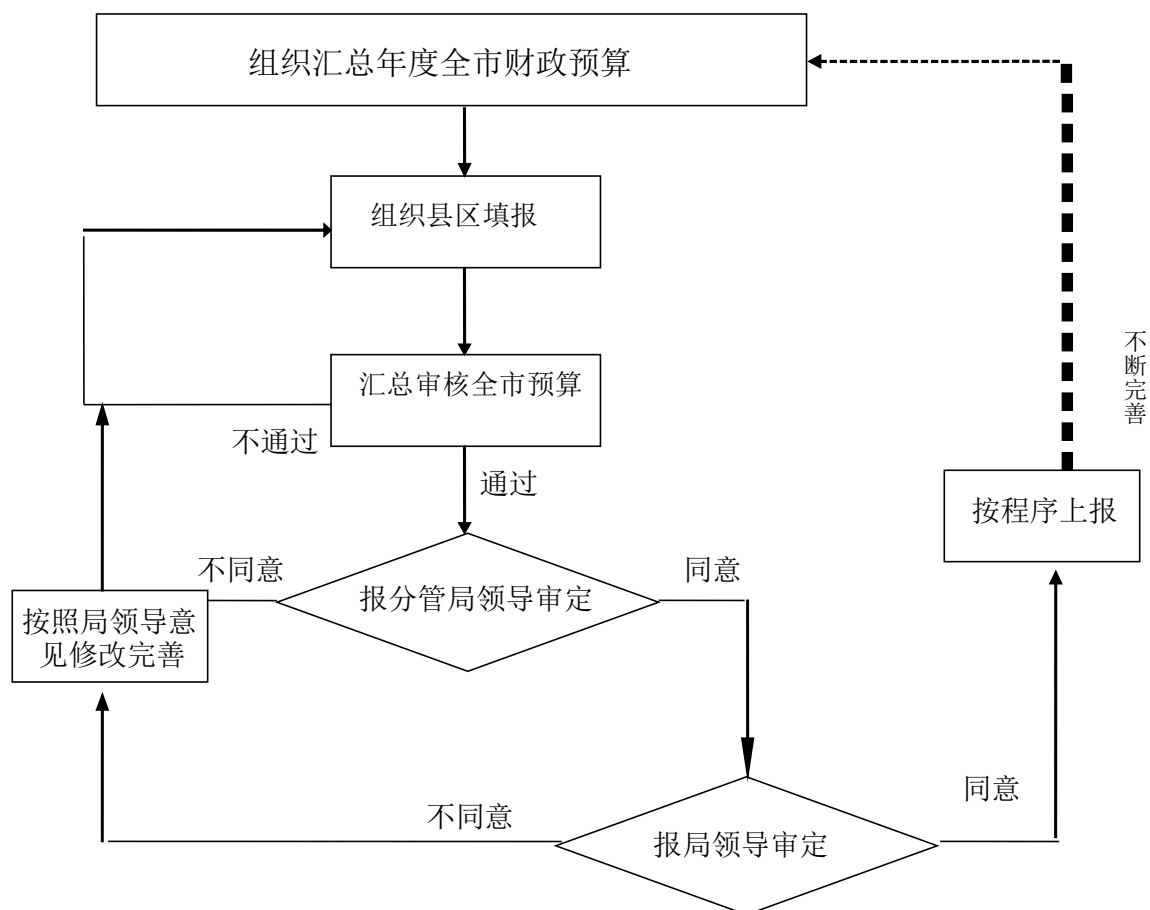 组织汇总年度全市财政预算
组织县区填报
汇总审核全市预算
不通过
通过
不断完善
按程序上报
不同意
报分管局领导审定
同意
按照局领导意
见修改完善
不同意
报局领导审定
同意